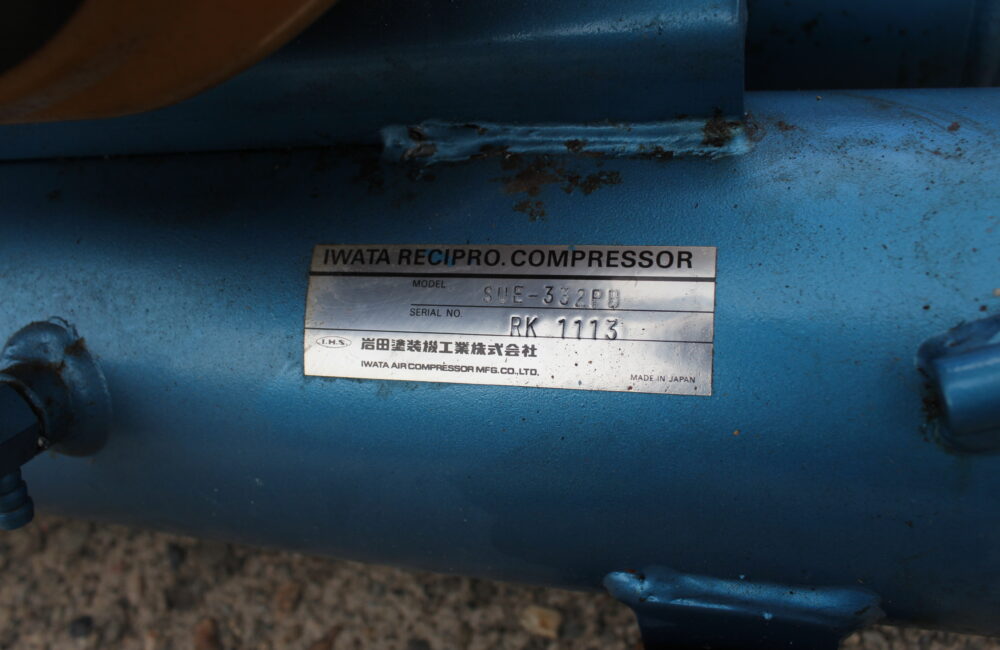 IWATA RECIPRO. COMPRESSOR
MODEL SUE-332PB
SERIAL NO. RK 1113
I.H.S. 岩田塗装機工業株式会社
IWATA AIR COMPRESSOR MFG. CO., LTD.
MADE IN JAPAN